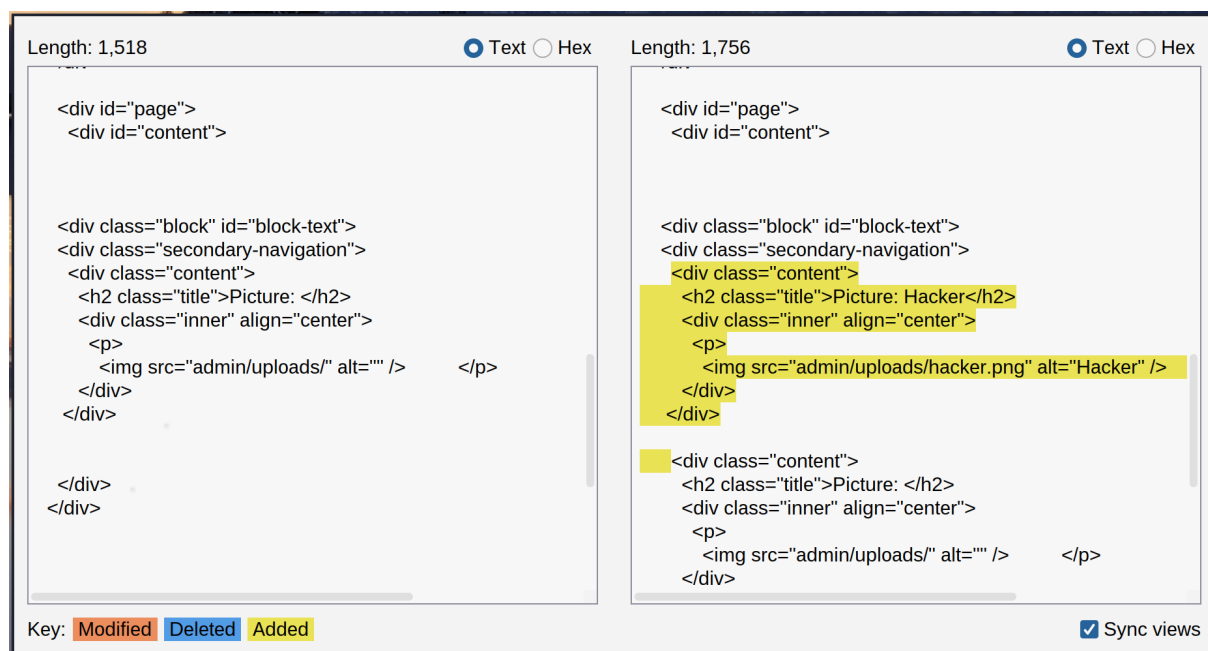 Length: 1,518
Text
Hex
<div id="page">
<div id="content">
<div class="block" id="block-text">
<div class="secondary-navigation">
<div class="content">
<h2 class="title">Picture: </h2>
<div class="inner" align="center">
<p>
<img src="admin/uploads/" alt="" /> </p>
</div>
</div>
</div>
</div>
Length: 1,756
Text
Hex
<div id="page">
<div id="content">
<div class="block" id="block-text">
<div class="secondary-navigation">
<div class="content">
<h2 class="title">Picture: Hacker</h2>
<div class="inner" align="center">
<p>
<img src="admin/uploads/hacker.png" alt="Hacker" />
</div>
</div>
<div class="content">
<h2 class="title">Picture: </h2>
<div class="inner" align="center">
<p>
<img src="admin/uploads/" alt="" /> </p>
</div>
Key: Modified Deleted Added
Sync views